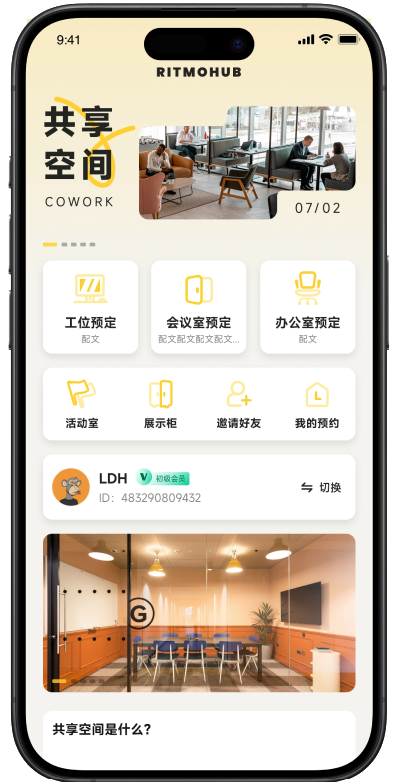 9:41
RITMOHUB
共享
空间
COWORK
07/02
工位预定
配文
会议室预定
配文配文配文配文...
办公室预定
配文
活动室
展示柜
邀请好友
我的预约
LDH
V
初级会员
ID: 483290809432
切换
G
共享空间是什么?